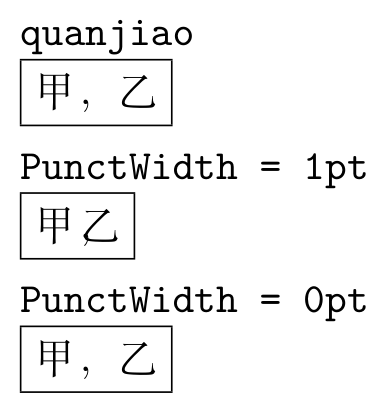 quanjiao
甲，乙
PunctWidth = 1pt
甲，乙
PunctWidth = 0pt
甲，乙